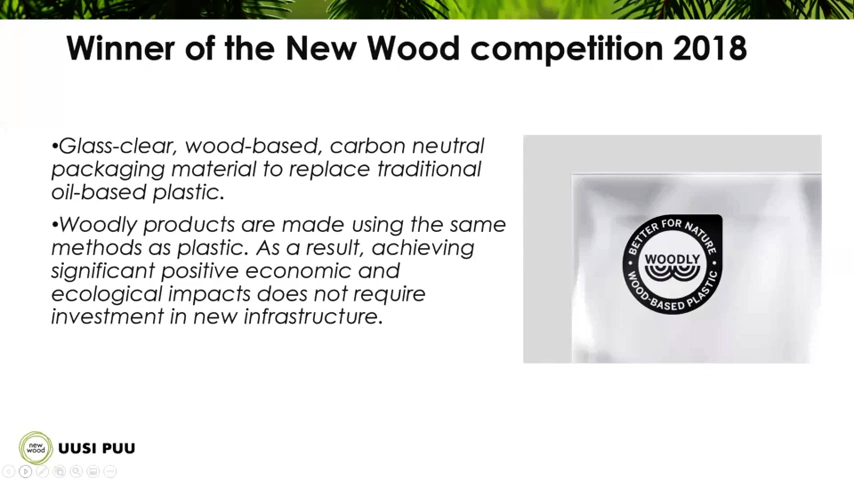 Winner of the New Wood competition 2018
•Glass-clear, wood-based, carbon neutral
packaging material to replace traditional
oil-based plastic.
•Woodly products are made using the same
methods as plastic. As a result, achieving
significant positive economic and
ecological impacts does not require
investment in new infrastructure.
BETTER FOR NATURE
WOODLY
WOOD-BASED PLASTIC
new
wood
UUSI PUU